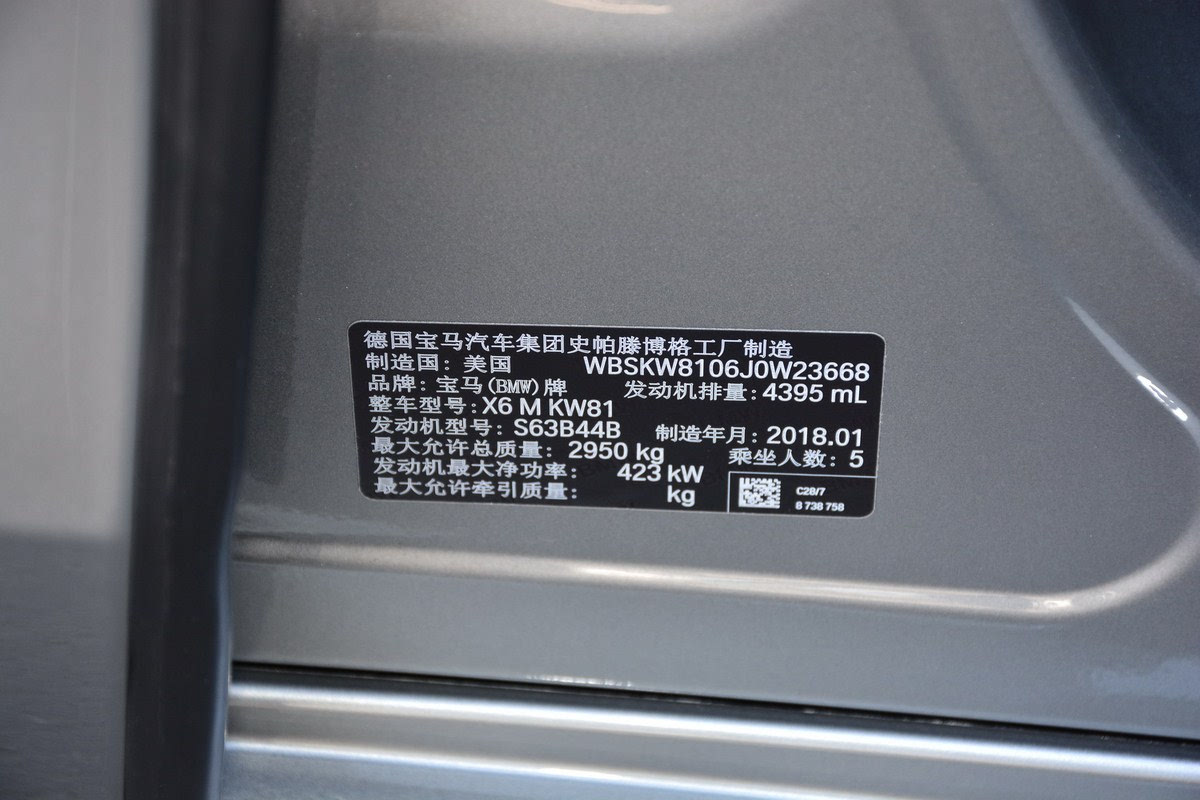 德国宝马汽车集团史帕滕博格工厂制造
制造国: 美国 WBSKW8106J0W23668
品牌: 宝马(BMW)牌 发动机排量: 4395 mL
整车型号: X6 M KW81
发动机型号: S63B44B 制造年月: 2018.01
最大允许总质量: 2950 kg 乘坐人数: 5
发动机最大净功率: 423 kW
最大允许牵引质量: kg
C28/7
8 738 758